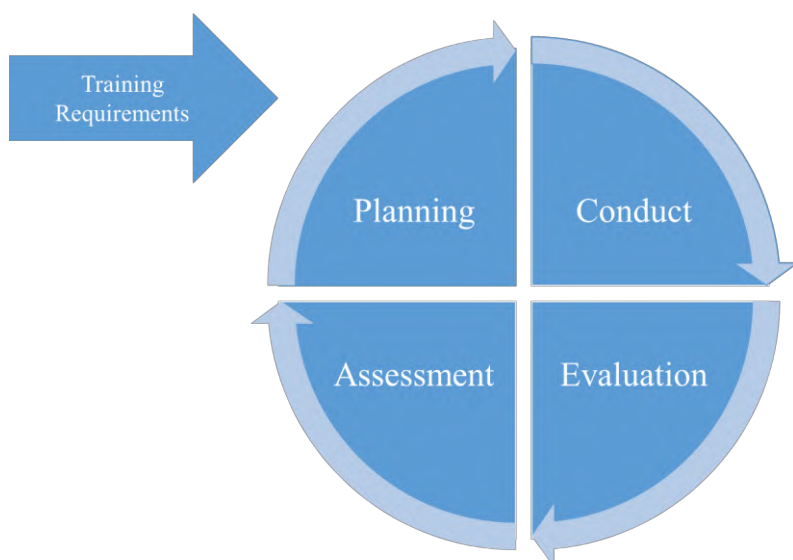 Training
Requirements
Planning
Conduct
Assessment
Evaluation